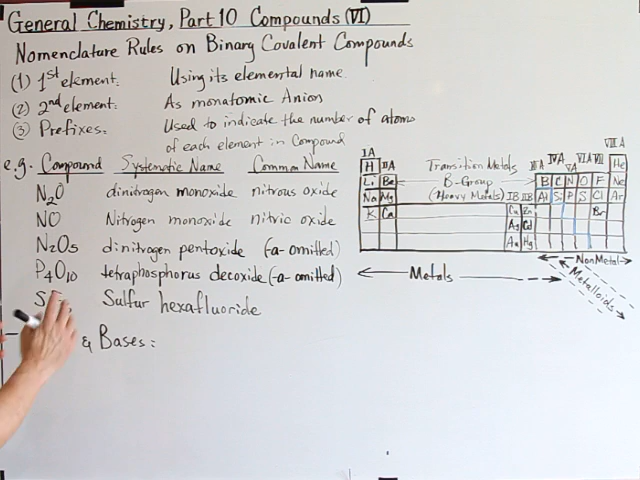 General Chemistry, Part 10 Compounds (VI)
Nomenclature Rules on Binary Covalent Compounds
(1) 1st element: Using its elemental name
(2) 2nd element: As monatomic Anion
(3) Prefixes: Used to indicate the number of atoms
of each element in Compound
e.g. Compound Systematic Name Common Name
N2O dinitrogen monoxide nitrous oxide
NO Nitrogen monoxide nitric oxide
N2O5 dinitrogen pentoxide (-a- omitted)
P4O10 tetraphosphorus decoxide (-a- omitted)
S Sulfur hexafluoride
& Bases:
IA VIIIA
H IIA Transition Metals IIIA IVA VA VIA VII He
Li Be B-Group B C N O F Ne
Na Mg (Heavy Metals) IB IIB Al Si P S Cl Ar
K Ca Cu Zn Br
Ag Cd
Au Hg
Metals NonMetal
Metalloids